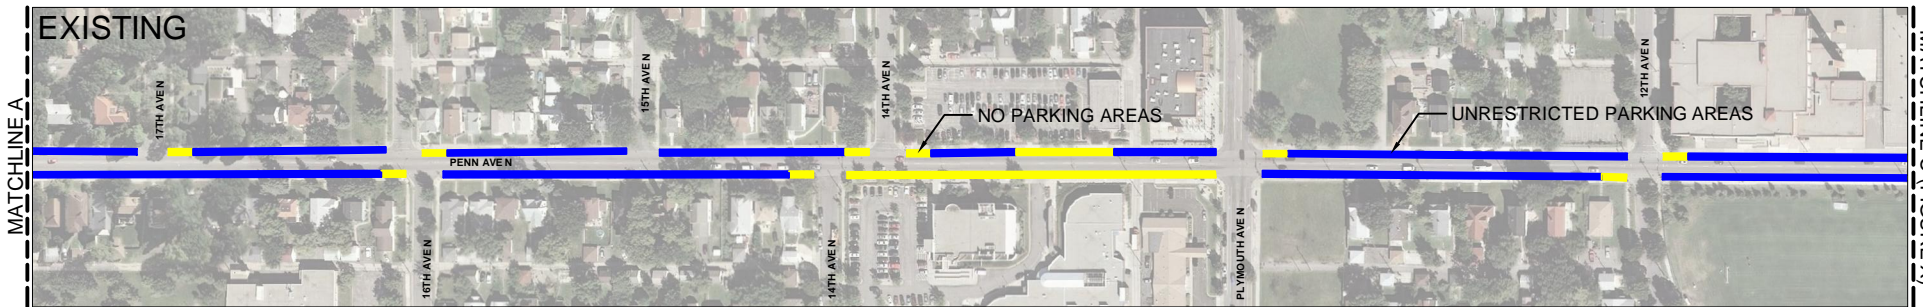 EXISTING
MATCHLINE A
17TH AVE N
16TH AVE N
15TH AVE N
14TH AVE N
14TH AVE N
PENN AVE N
NO PARKING AREAS
PLYMOUTH AVE N
UNRESTRICTED PARKING AREAS
12TH AVE N